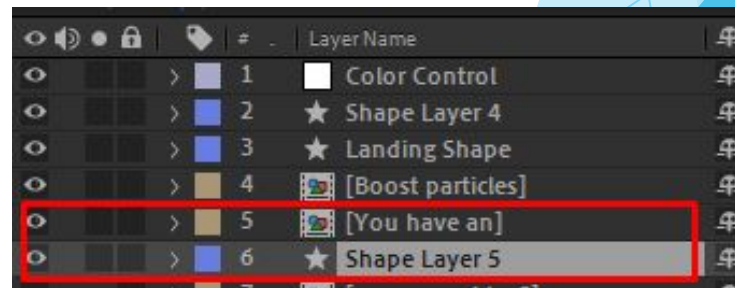 # . Layer Name
1 Color Control
2 Shape Layer 4
3 Landing Shape
4 [Boost particles]
5 [You have an]
6 Shape Layer 5